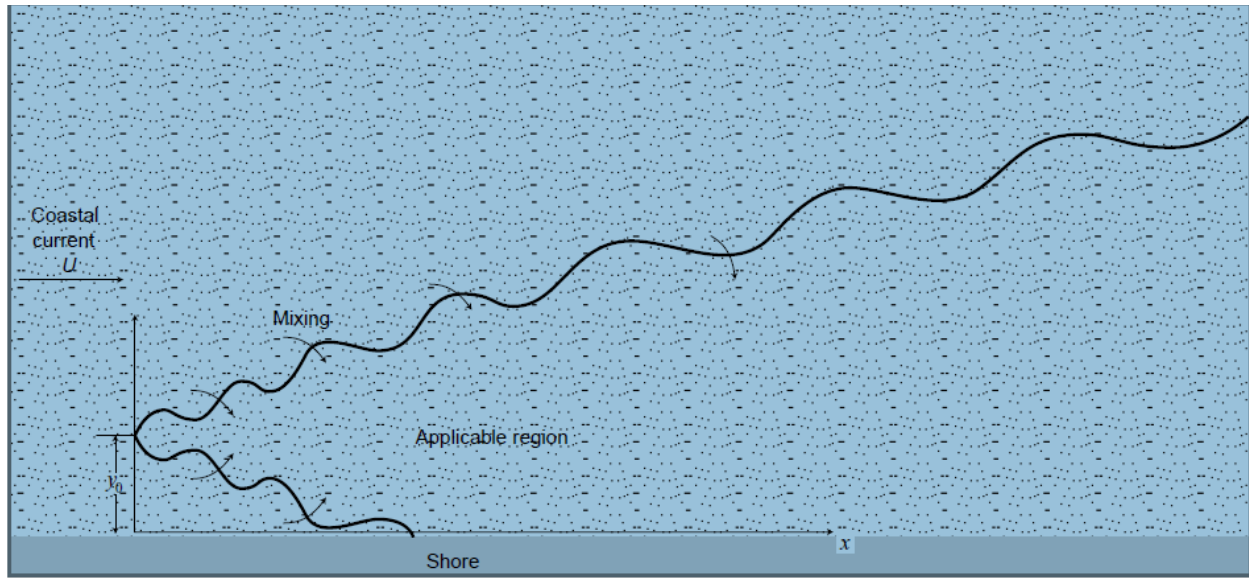 Coastal
current
U
Mixing
Applicable region
y0
x
Shore